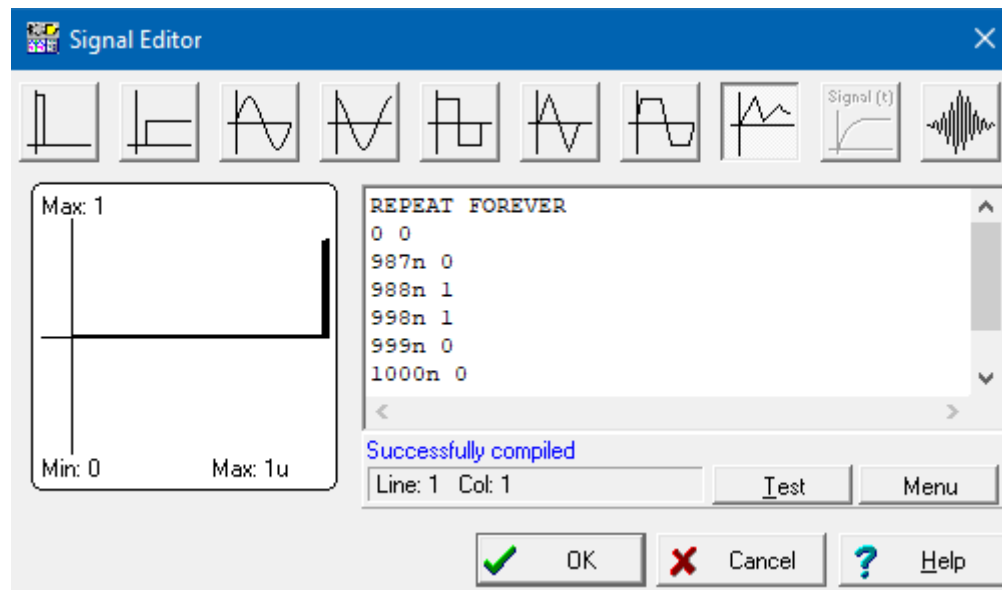 Signal Editor
Signal (t)
Max: 1
Min: 0 Max: 1u
REPEAT FOREVER
0 0
987n 0
988n 1
998n 1
999n 0
1000n 0
Successfully compiled
Line: 1 Col: 1
Test Menu
OK Cancel Help